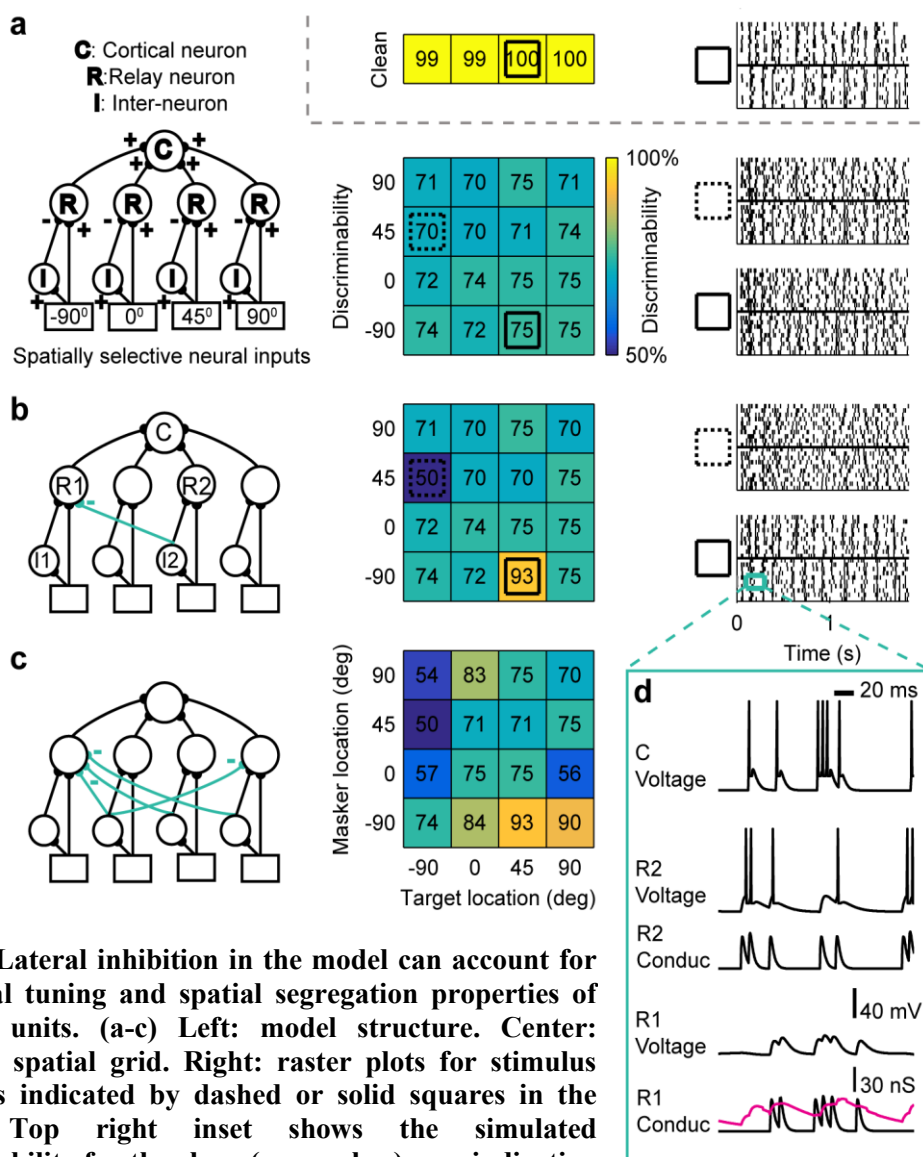 a
C: Cortical neuron
R:Relay neuron
I: Inter-neuron
C
+ + + +
R R R R
- + - + - + - +
I I I I
+ + + +
-90⁰ 0⁰ 45⁰ 90⁰
Spatially selective neural inputs
Clean
99 99 100 100
Discriminability
90 71 70 75 71
45 70 70 71 74
0 72 74 75 75
-90 74 72 75 75
100%
Discriminability
50%
b
C
R1 R2
-
I1 I2
90 71 70 75 70
45 50 70 70 75
0 72 74 75 75
-90 74 72 93 75
0 1
Time (s)
c
- - -
Masker location (deg)
90 54 83 75 70
45 50 71 71 75
0 57 75 75 56
-90 74 84 93 90
-90 0 45 90
Target location (deg)
d
20 ms
C
Voltage
R2
Voltage
R2
Conduc
40 mV
R1
Voltage
30 nS
R1
Conduc
Lateral inhibition in the model can account for
al tuning and spatial segregation properties of
units. (a-c) Left: model structure. Center:
spatial grid. Right: raster plots for stimulus
s indicated by dashed or solid squares in the
Top right inset shows the simulated